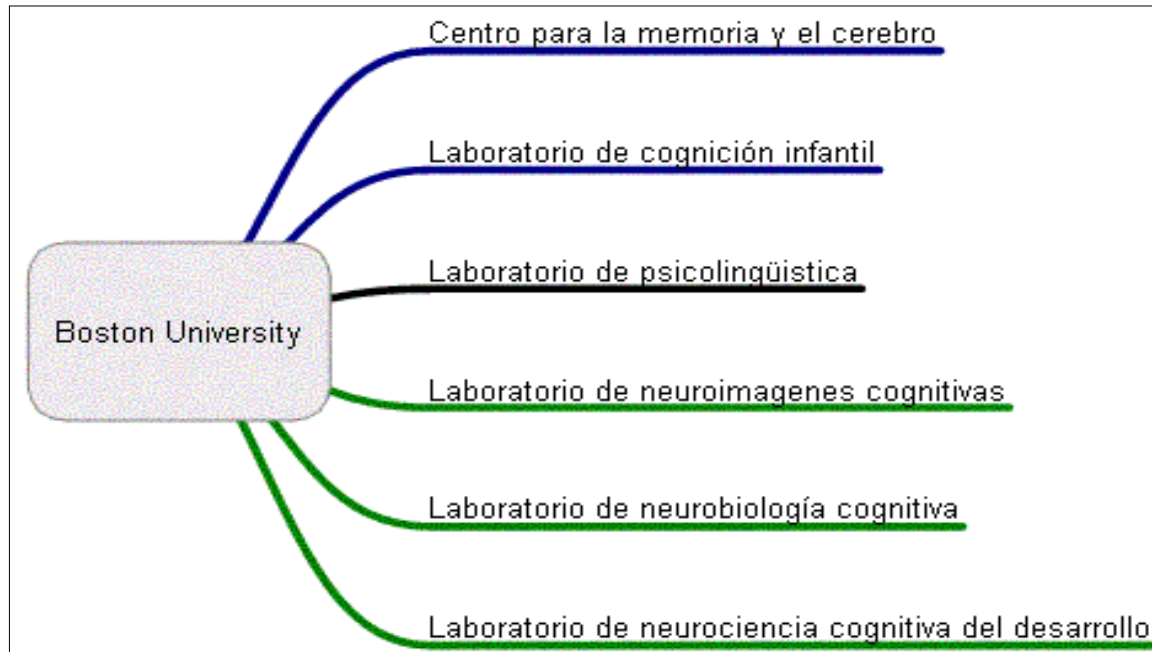 Centro para la memoria y el cerebro
Laboratorio de cognición infantil
Laboratorio de psicolingüistica
Boston University
Laboratorio de neuroimagenes cognitivas
Laboratorio de neurobiología cognitiva
Laboratorio de neurociencia cognitiva del desarrollo